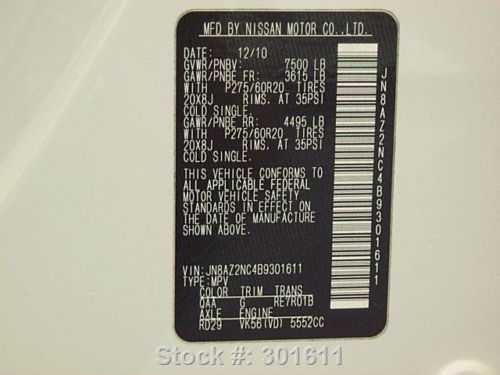 MFD BY NISSAN MOTOR CO.,LTD.
DATE: 12/10
GVWR/PNBV: 7500 LB
GAWR/PNBE FR: 3615 LB
WITH P275/60R20 TIRES
20X8J RIMS. AT 35PSI
COLD SINGLE.
GAWR/PNBE RR: 4495 LB
WITH P275/60R20 TIRES
20X8J RIMS. AT 35PSI
COLD SINGLE.
THIS VEHICLE CONFORMS TO
ALL APPLICABLE FEDERAL
MOTOR VEHICLE SAFETY
STANDARDS IN EFFECT ON
THE DATE OF MANUFACTURE
SHOWN ABOVE.
VIN:JN8AZ2NC4B9301611
TYPE:MPV
COLOR TRIM TRANS
QAA G RE7R01B
AXLE ENGINE
RD29 VK56(VD) 5552CC
JN8AZ2NC4B9301611
Stock #: 301611